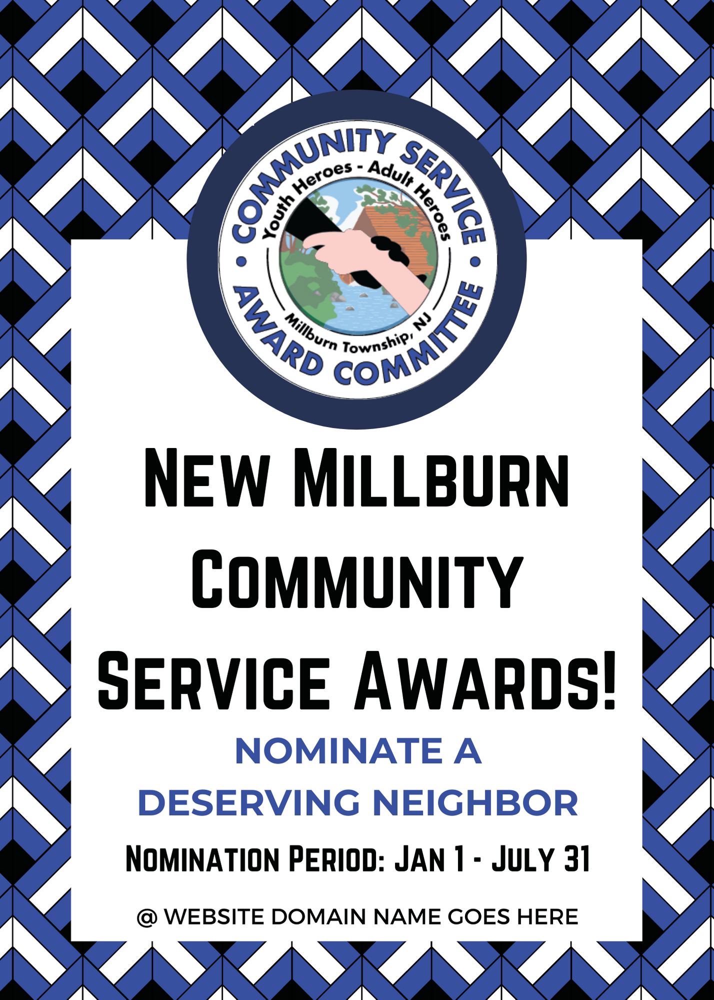 COMMUNITY SERVICE
Youth Heroes - Adult Heroes
Millburn Township, NJ
AWARD COMMITTEE
NEW MILLBURN
COMMUNITY
SERVICE AWARDS!
NOMINATE A
DESERVING NEIGHBOR
NOMINATION PERIOD: JAN 1 - JULY 31
@ WEBSITE DOMAIN NAME GOES HERE